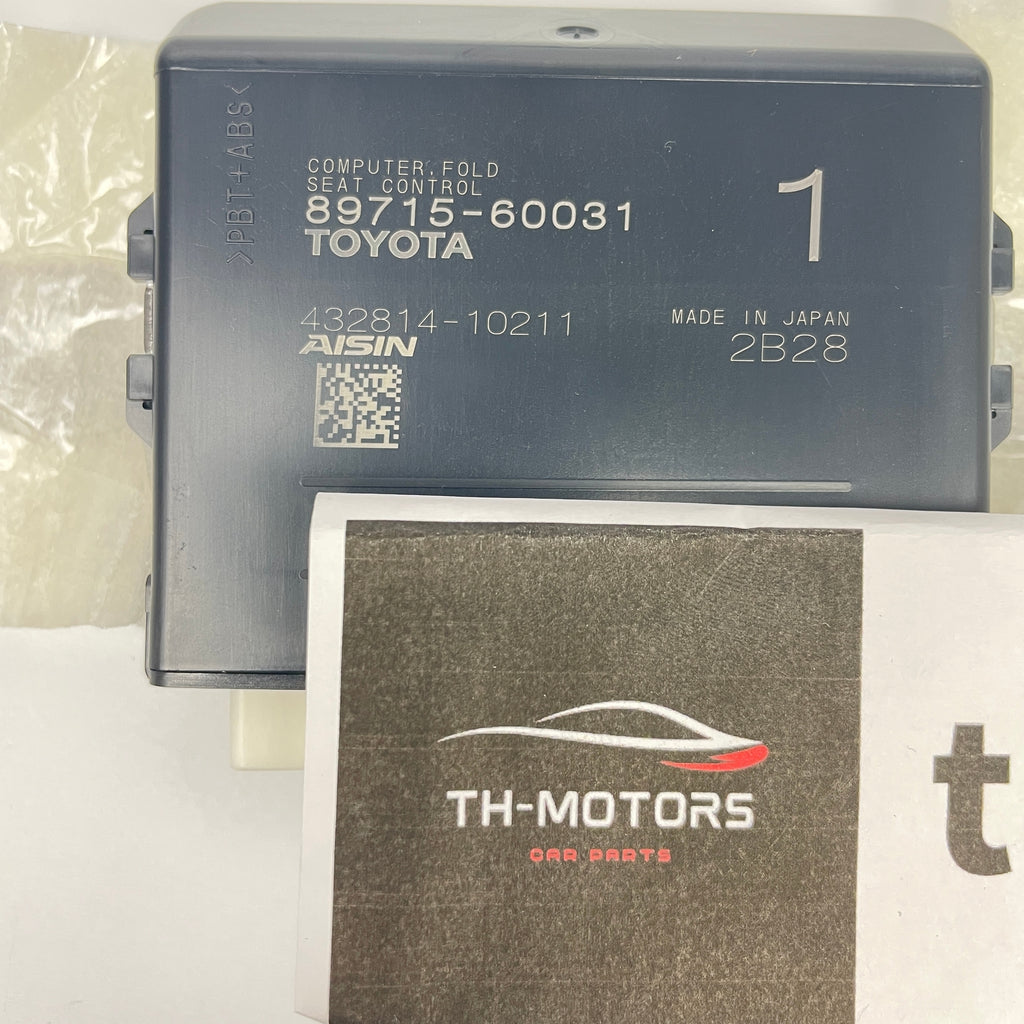 >PBT+ABS<
COMPUTER,FOLD
SEAT CONTROL
89715-60031
TOYOTA
1
432814-10211
AISIN
MADE IN JAPAN
2B28
TH-MOTORS
CAR PARTS
t